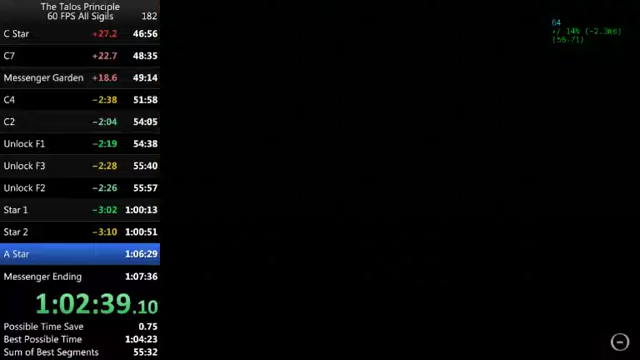 The Talos Principle
60 FPS All Sigils 182
C Star +27.2 46:56
C7 +22.7 48:35
Messenger Garden +18.6 49:14
C4 −2:38 51:58
C2 −2:04 54:05
Unlock F1 −2:19 54:38
Unlock F3 −2:28 55:40
Unlock F2 −2:26 55:57
Star 1 −3:02 1:00:13
Star 2 −3:10 1:00:51
A Star 1:06:29
Messenger Ending 1:07:36
1:02:39.10
Possible Time Save 0.75
Best Possible Time 1:04:23
Sum of Best Segments 55:32
64
+/ 14% (-2.3ms)
(56-71)